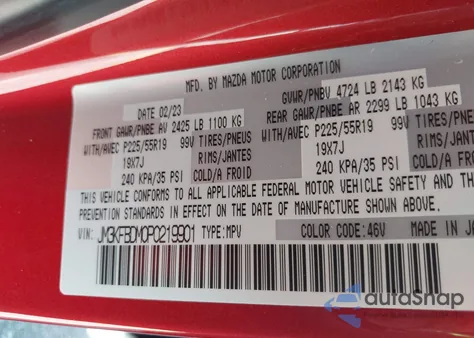 MFD. BY MAZDA MOTOR CORPORATION
DATE 02/23 GVWR/PNBV 4724 LB 2143 KG
FRONT GAWR/PNBE AV 2425 LB 1100 KG REAR GAWR/PNBE AR 2299 LB 1043 KG
WITH/AVEC P225/55R19 99V TIRES/PNEUS WITH/AVEC P225/55R19 99V TIRES/PNEUS
19X7J RIMS/JANTES 19X7J RIMS/JANTES
240 KPA/35 PSI COLD/A FROID 240 KPA/35 PSI COLD/A FROID
THIS VEHICLE CONFORMS TO ALL APPLICABLE FEDERAL MOTOR VEHICLE SAFETY AND THE
PREVENTION STANDARDS IN EFFECT ON THE DATE OF MANUFACTURE SHOWN ABOVE.
VIN: JM3KFBDM0P0219901 TYPE:MPV COLOR CODE:46V MADE IN
autoSnap